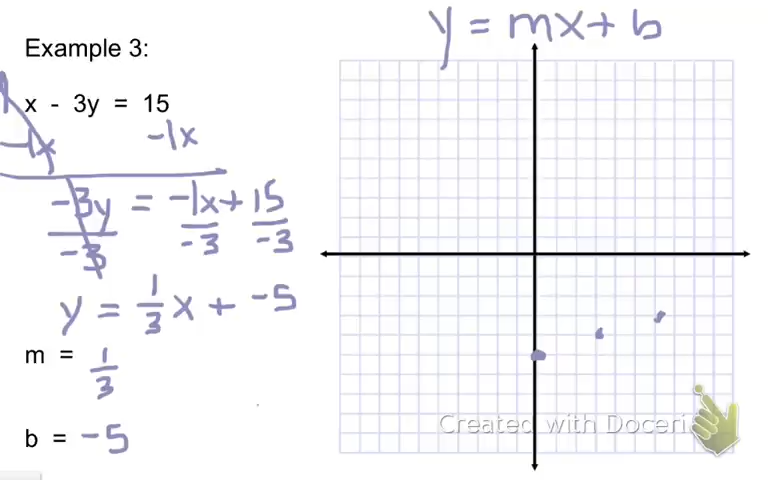 y = mx + b
Example 3:
x - 3y = 15
-1x -1x
-3y = -1x + 15
-3 -3 -3
y = 1/3 x + -5
m = 1/3
b = -5
Created with Doceri